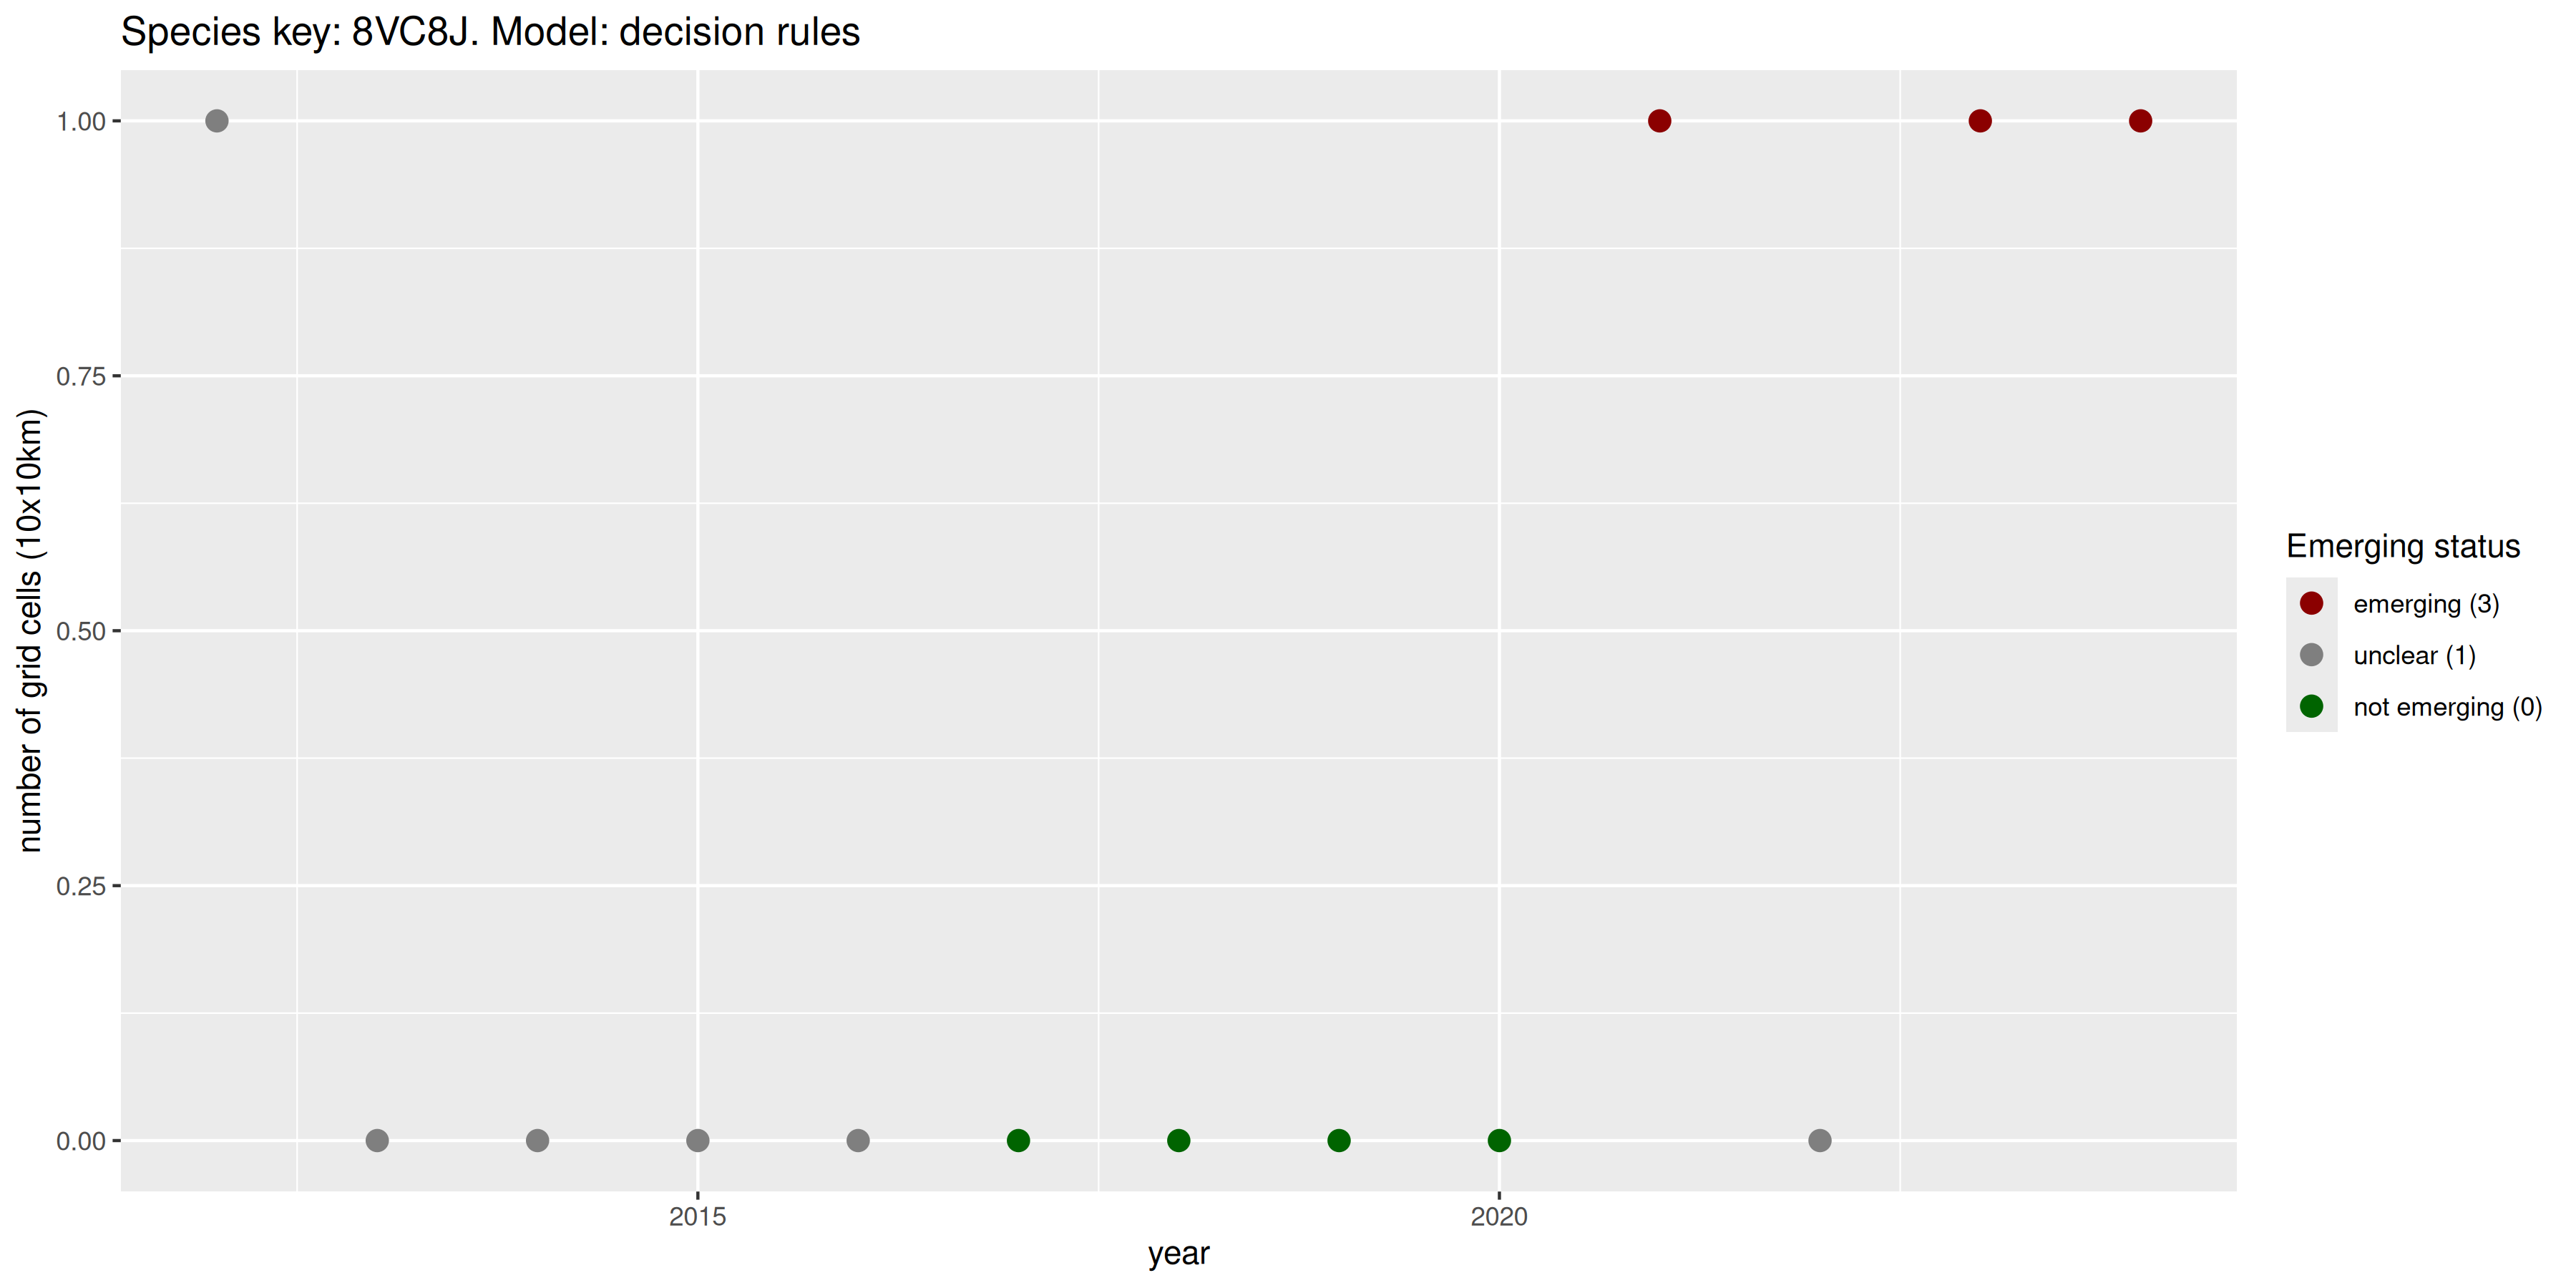 Species key: 8VC8J. Model: decision rules
number of grid cells (10x10km)
1.00
0.75
0.50
0.25
0.00
2015
2020
year
Emerging status
emerging (3)
unclear (1)
not emerging (0)